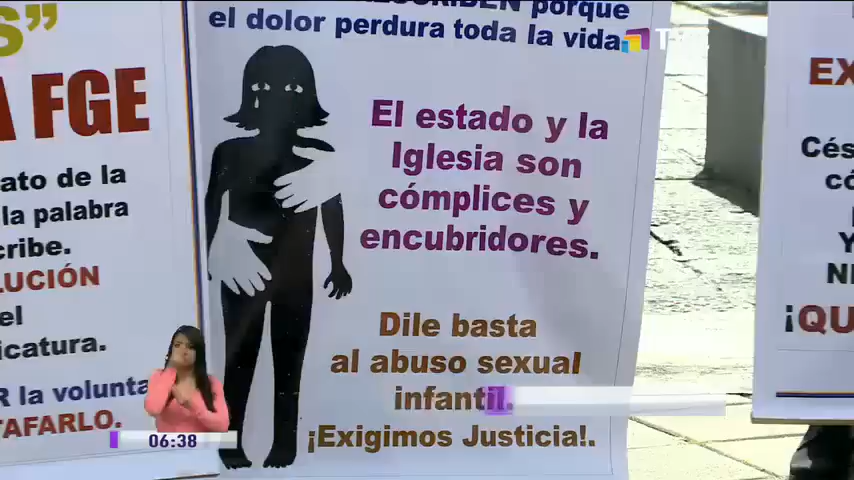 S”
A FGE
ato de la
la palabra
cribe.
LUCIÓN
el
icatura.
R la volunta
TAFARLO.
porque
el dolor perdura toda la vida
El estado y la
Iglesia son
cómplices y
encubridores.
Dile basta
al abuso sexual
infantil.
¡Exigimos Justicia!.
EX
Cés
có
Y
NI
¡QU
06:38